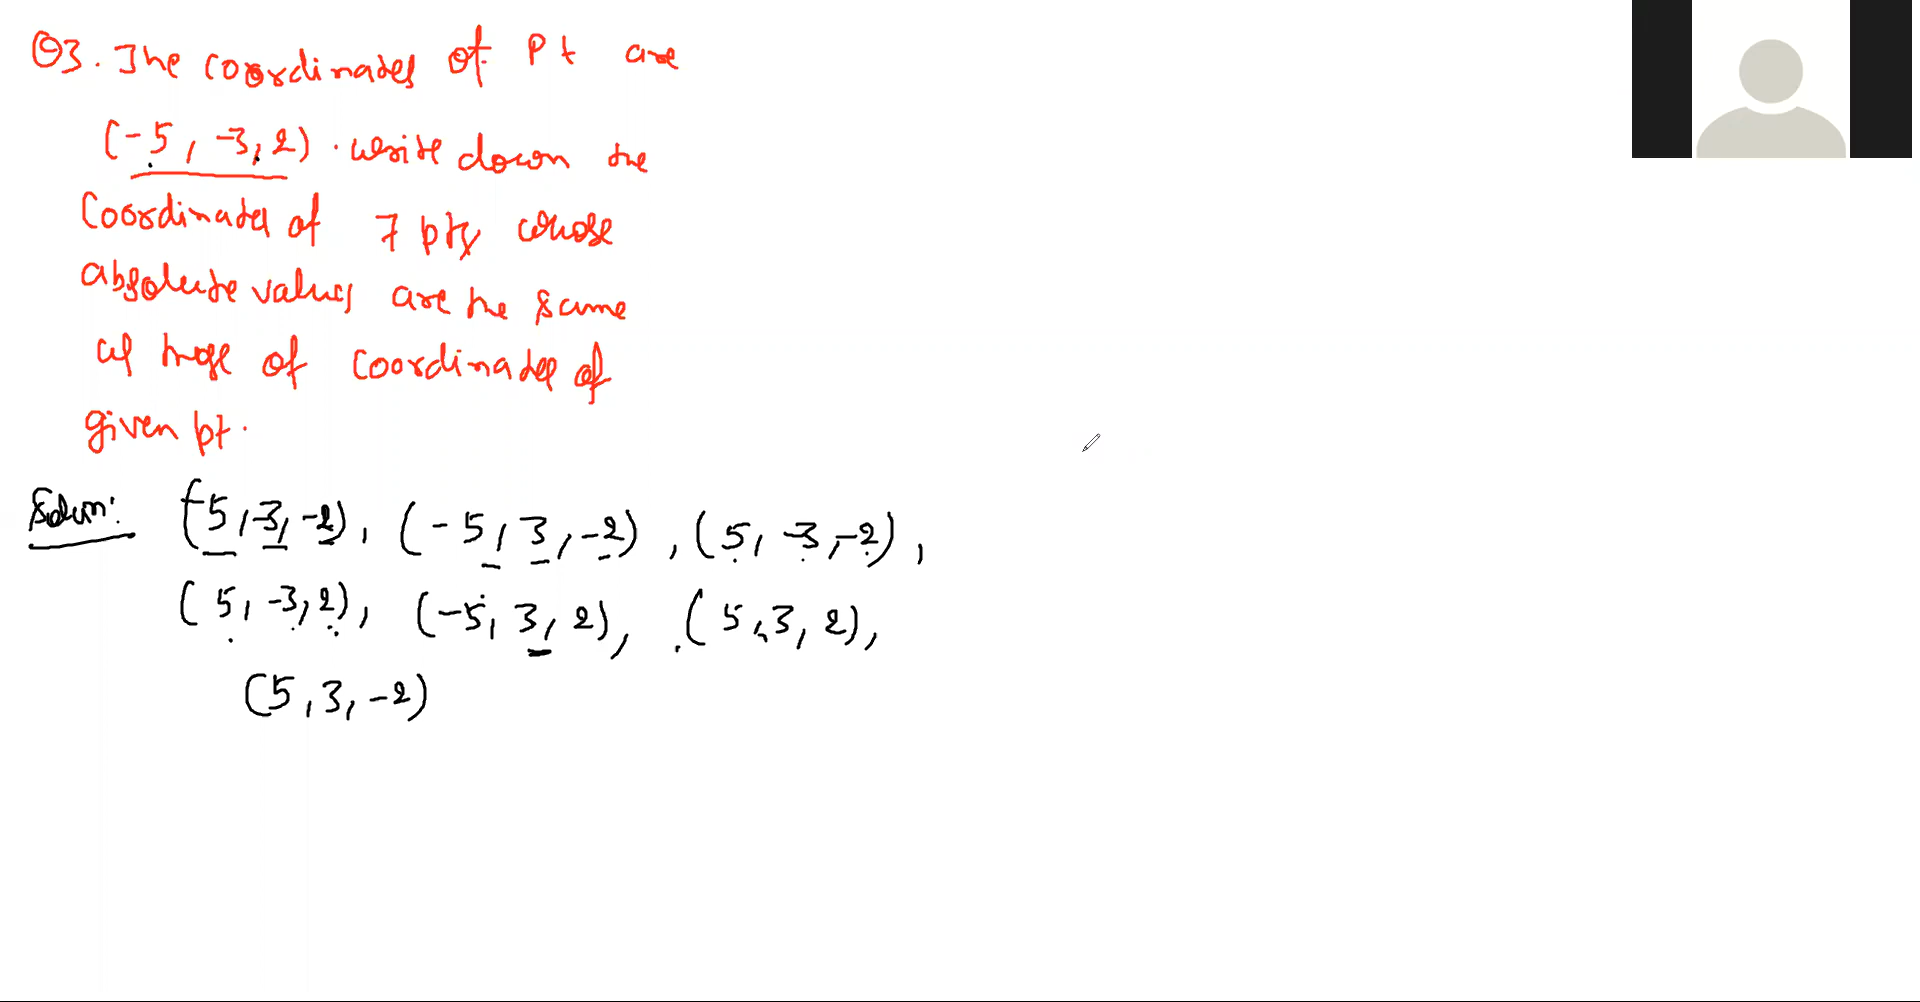 Q3. The coordinates of pt are
(-5, -3, 2). write down the
coordinates of 7 pts whose
absolute values are the same
as those of coordinates of
given pt.
Soln: (-5, -3, -2), (-5, 3, -2), (5, -3, -2),
(5, -3, 2), (-5, 3, 2), (5, 3, 2),
(5, 3, -2)